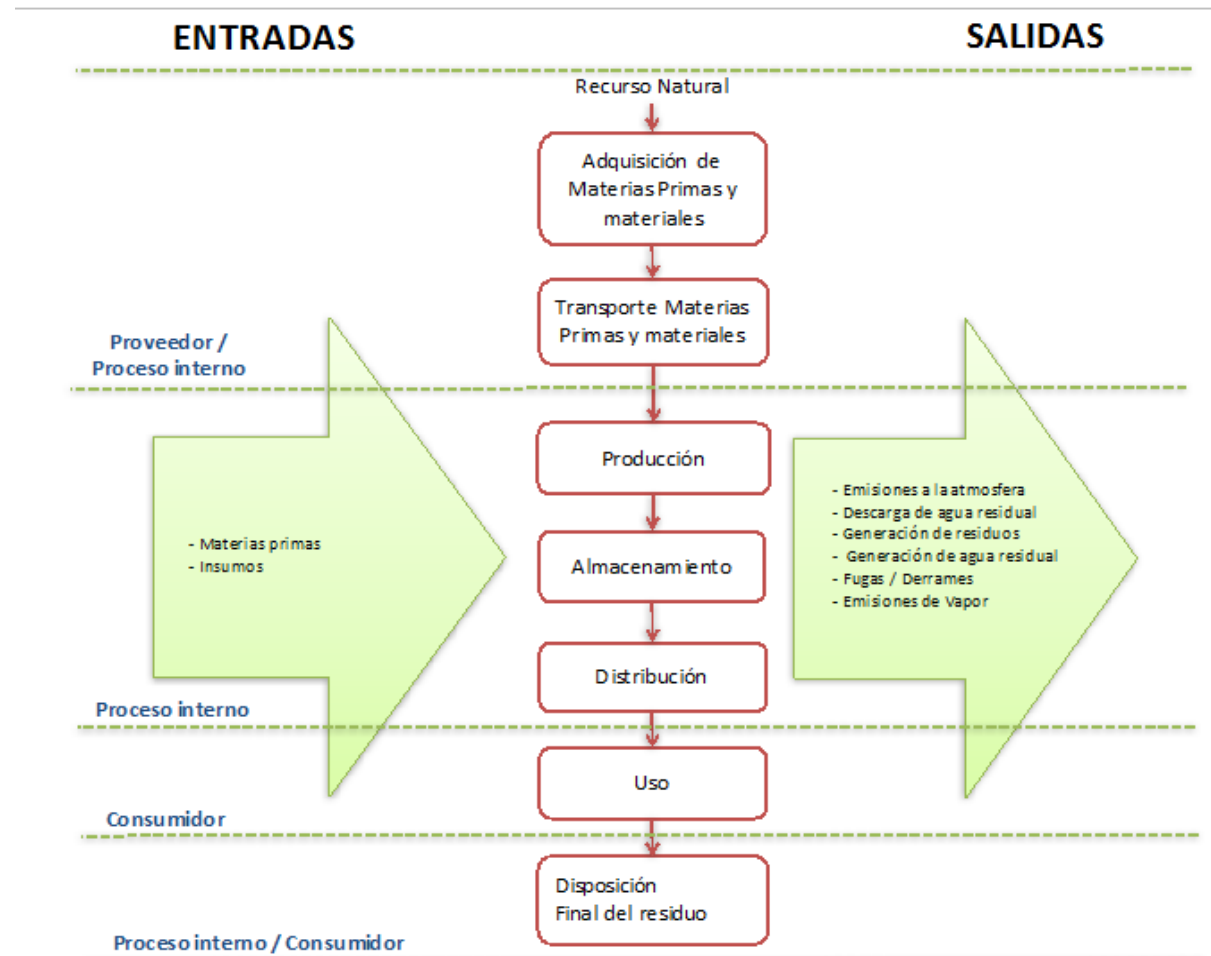 ENTRADAS
SALIDAS
Recurso Natural
Adquisición de
Materias Primas y
materiales
Transporte Materias
Primas y materiales
Proveedor /
Proceso interno
Producción
- Materias primas
- Insumos
Almacenamiento
- Emisiones a la atmosfera
- Descarga de agua residual
- Generación de residuos
- Generación de agua residual
- Fugas / Derrames
- Emisiones de Vapor
Distribución
Proceso interno
Uso
Consumidor
Disposición
Final del residuo
Proceso interno / Consumidor